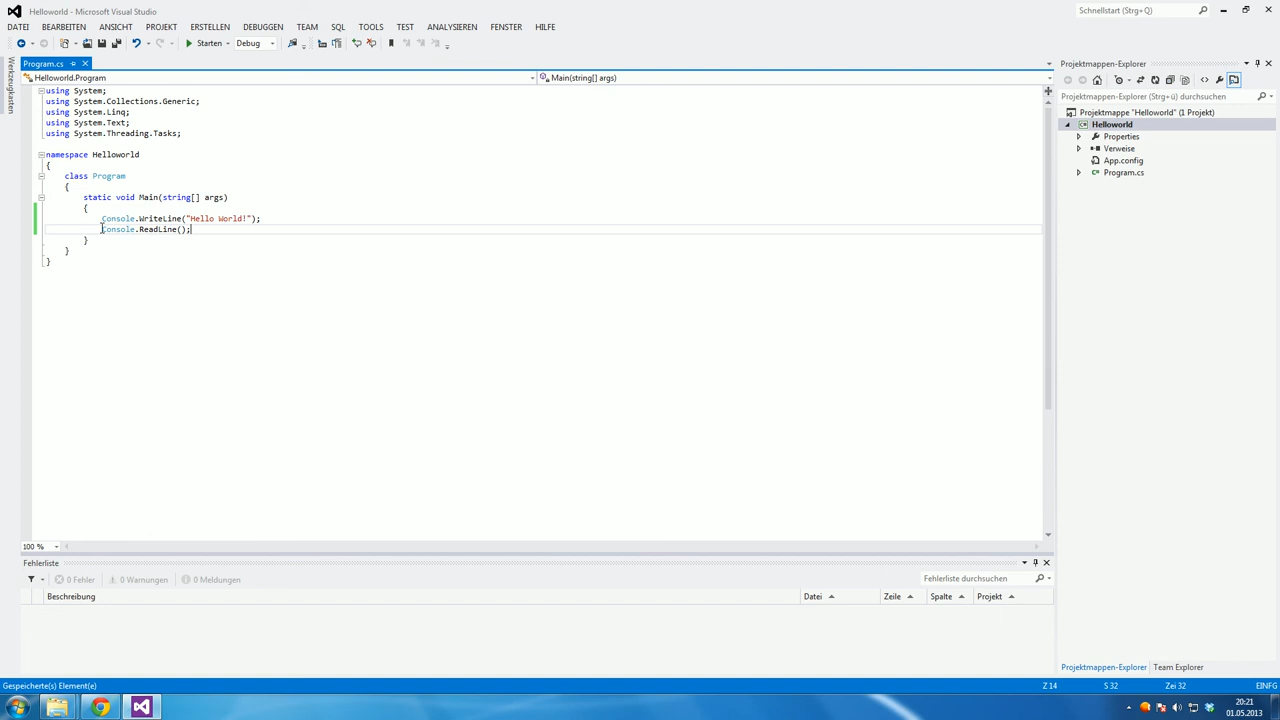 Helloworld - Microsoft Visual Studio
Schnellstart (Strg+Q)
DATEI BEARBEITEN ANSICHT PROJEKT ERSTELLEN DEBUGGEN TEAM SQL TOOLS TEST ANALYSIEREN FENSTER HILFE
Starten Debug
Werkzeugkasten
Program.cs
Helloworld.Program
Main(string[] args)
using System;
using System.Collections.Generic;
using System.Linq;
using System.Text;
using System.Threading.Tasks;
namespace Helloworld
{
class Program
{
static void Main(string[] args)
{
Console.WriteLine("Hello World!");
Console.ReadLine();
}
}
}
100 %
Fehlerliste
0 Fehler 0 Warnungen 0 Meldungen
Fehlerliste durchsuchen
Beschreibung Datei Zeile Spalte Projekt
Projektmappen-Explorer
Projektmappen-Explorer (Strg+ü) durchsuchen
Projektmappe "Helloworld" (1 Projekt)
Helloworld
Properties
Verweise
App.config
Program.cs
Projektmappen-Explorer Team Explorer
Gespeicherte(s) Element(e)
Z 14 S 32 Zei 32 EINFG
20:21
01.05.2013